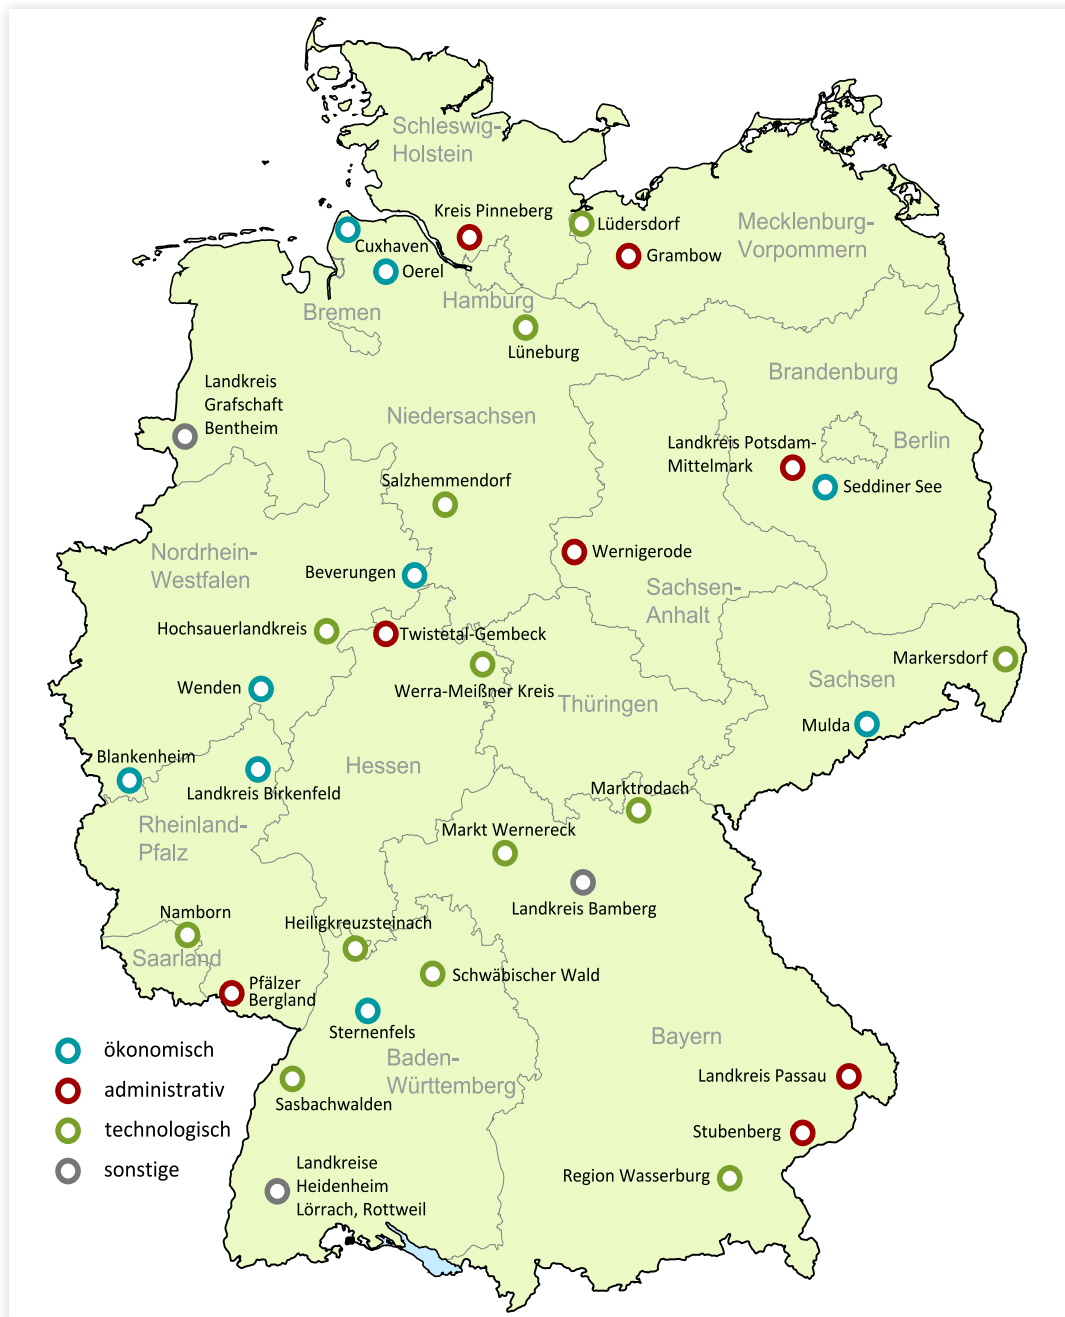 Schleswig-
Holstein
Kreis Pinneberg
Lüdersdorf
Mecklenburg-
Vorpommern
Cuxhaven
Grambow
Oerel
Hamburg
Bremen
Lüneburg
Brandenburg
Landkreis
Grafschaft
Bentheim
Niedersachsen
Landkreis Potsdam-
Mittelmark
Berlin
Salzhemmendorf
Seddiner See
Nordrhein-
Westfalen
Wernigerode
Beverungen
Sachsen-
Anhalt
Hochsauerlandkreis
Twistetal-Gembeck
Markersdorf
Wenden
Werra-Meißner Kreis
Sachsen
Thüringen
Mulda
Blankenheim
Hessen
Landkreis Birkenfeld
Marktrodach
Rheinland-
Pfalz
Markt Wernereck
Landkreis Bamberg
Namborn
Heiligkreuzsteinach
Saarland
Schwäbischer Wald
Pfälzer
Bergland
Sternenfels
Bayern
ökonomisch
Baden-
Württemberg
Landkreis Passau
administrativ
Sasbachwalden
technologisch
Stubenberg
sonstige
Landkreise
Heidenheim
Lörrach, Rottweil
Region Wasserburg